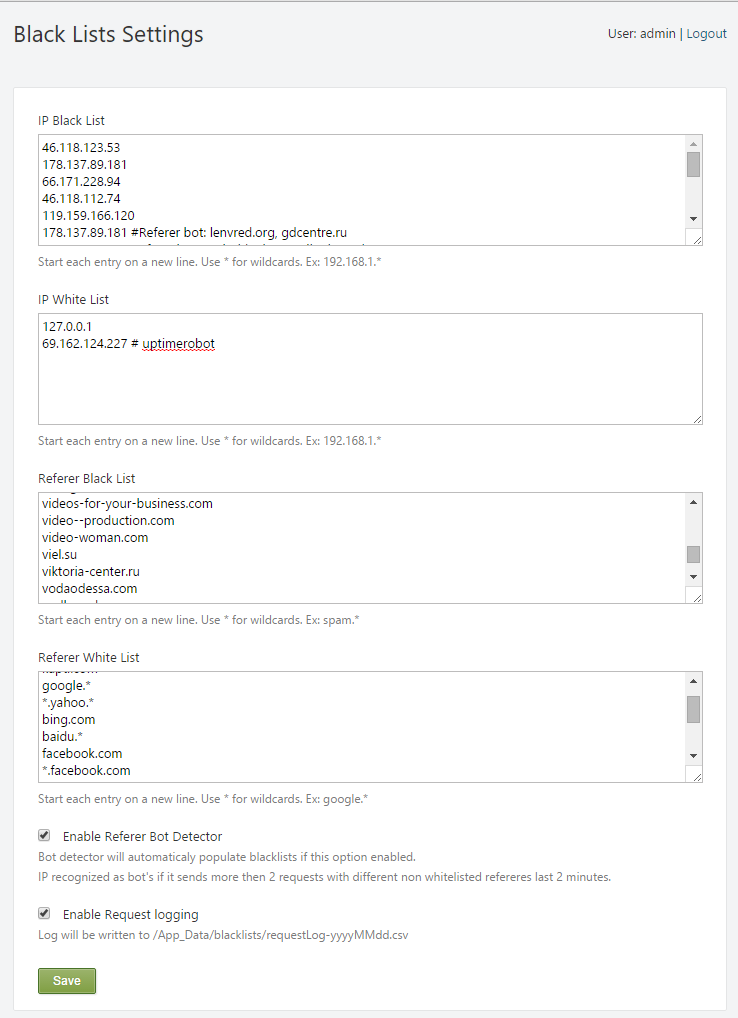 Black Lists Settings
User: admin | Logout
IP Black List
46.118.123.53
178.137.89.181
66.171.228.94
46.118.112.74
119.159.166.120
178.137.89.181 #Referer bot: lenvred.org, gdcentre.ru
Start each entry on a new line. Use * for wildcards. Ex: 192.168.1.*
IP White List
127.0.0.1
69.162.124.227 # uptimerobot
Start each entry on a new line. Use * for wildcards. Ex: 192.168.1.*
Referer Black List
videos-for-your-business.com
video--production.com
video-woman.com
viel.su
viktoria-center.ru
vodaodessa.com
Start each entry on a new line. Use * for wildcards. Ex: spam.*
Referer White List
google.*
*.yahoo.*
bing.com
baidu.*
facebook.com
*.facebook.com
Start each entry on a new line. Use * for wildcards. Ex: google.*
Enable Referer Bot Detector
Bot detector will automaticaly populate blacklists if this option enabled.
IP recognized as bot's if it sends more then 2 requests with different non whitelisted refereres last 2 minutes.
Enable Request logging
Log will be written to /App_Data/blacklists/requestLog-yyyyMMdd.csv
Save